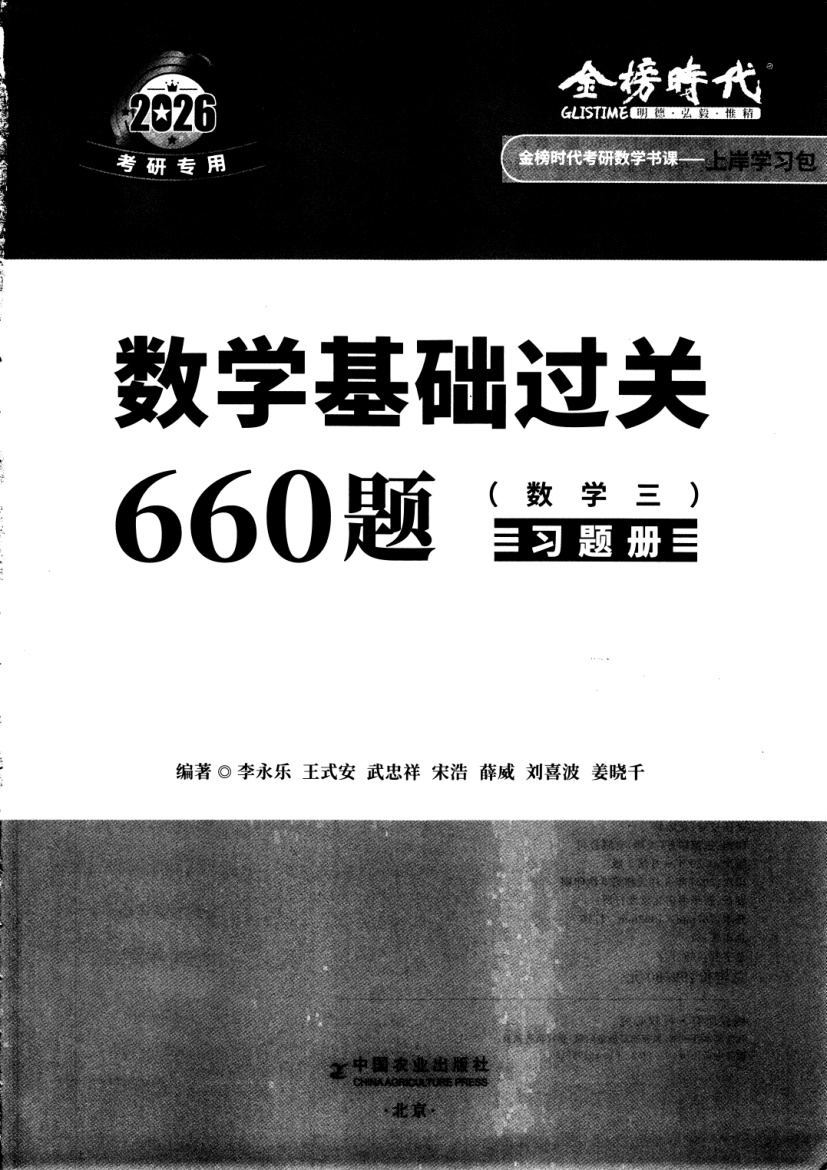 2026
考研专用
金榜時代
GLISTIME 明德·弘毅·惟精
金榜时代考研数学书课——上岸学习包
数学基础过关
660题
(数学三)
习题册
编著◎李永乐 王式安 武忠祥 宋浩 薛威 刘喜波 姜晓千
中国农业出版社
CHINA AGRICULTURE PRESS
·北京·